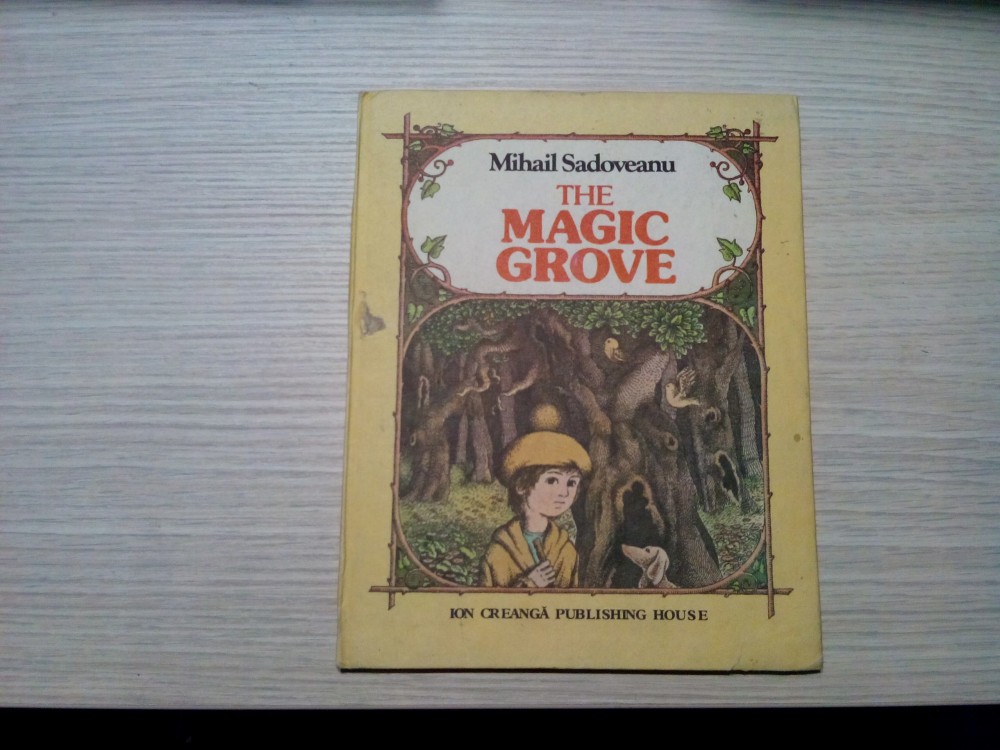 Mihail Sadoveanu
THE
MAGIC
GROVE
ION CREANGĂ PUBLISHING HOUSE